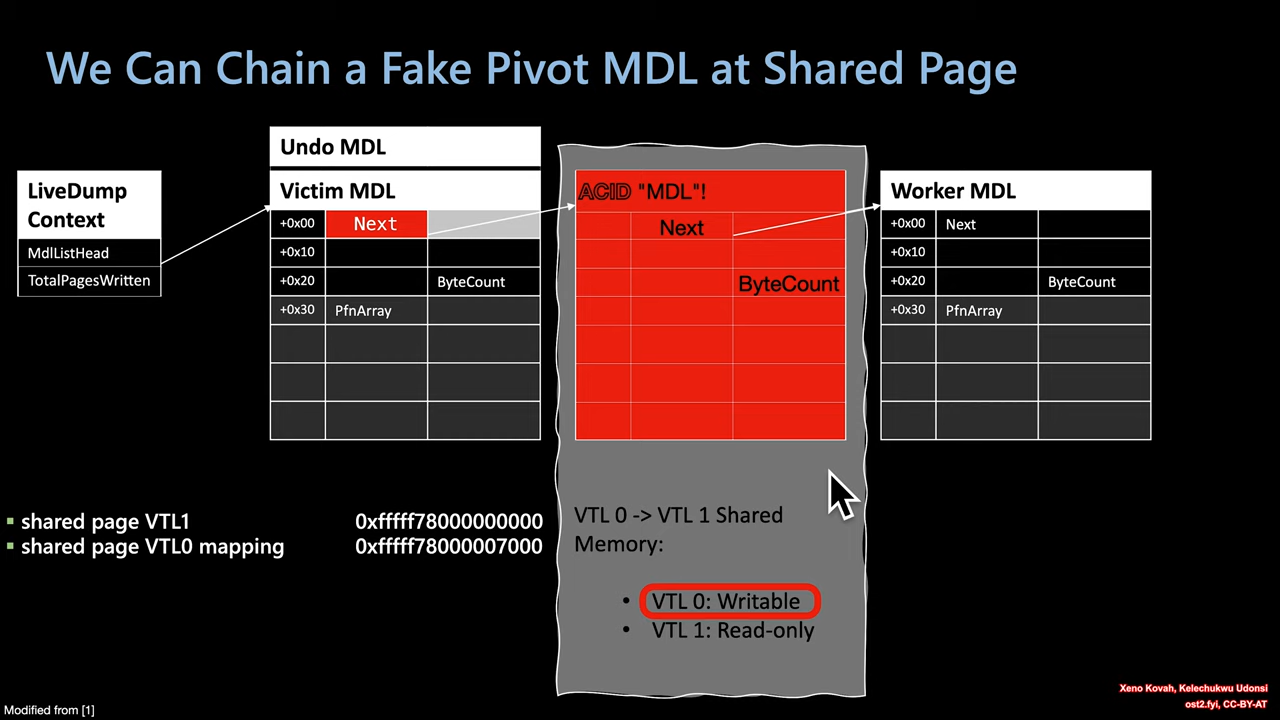 We Can Chain a Fake Pivot MDL at Shared Page
LiveDump
Context
MdlListHead
TotalPagesWritten
Undo MDL
Victim MDL
+0x00 Next
+0x10
+0x20 ByteCount
+0x30 PfnArray
ACID "MDL"!
Next
ByteCount
Worker MDL
+0x00 Next
+0x10
+0x20 ByteCount
+0x30 PfnArray
▪ shared page VTL1 0xfffff78000000000
▪ shared page VTL0 mapping 0xfffff78000007000
VTL 0 -> VTL 1 Shared
Memory:
• VTL 0: Writable
• VTL 1: Read-only
Modified from [1]
Xeno Kovah, Kelechukwu Udonsi
ost2.fyi, CC-BY-AT